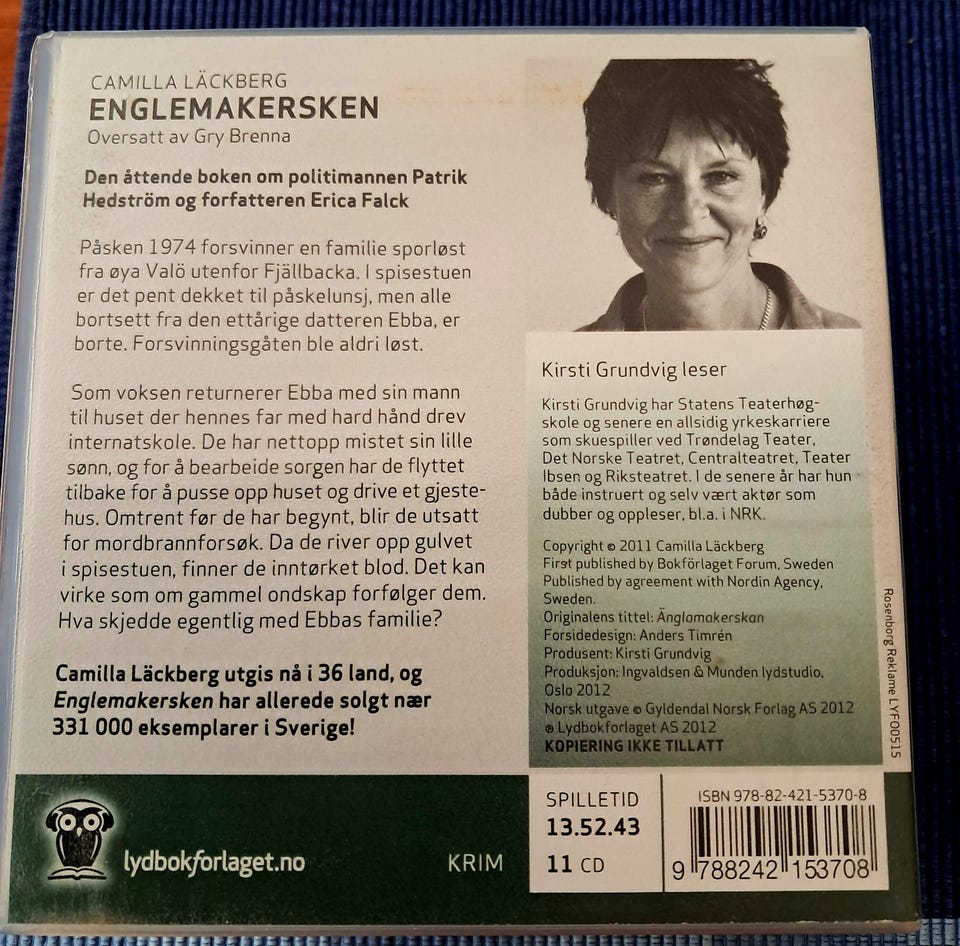 CAMILLA LÄCKBERG
ENGLEMAKERSKEN
Oversatt av Gry Brenna
Den åttende boken om politimannen Patrik
Hedström og forfatteren Erica Falck
Påsken 1974 forsvinner en familie sporløst
fra øya Valö utenfor Fjällbacka. I spisestuen
er det pent dekket til påskelunsj, men alle
bortsett fra den ettårige datteren Ebba, er
borte. Forsvinningsgåten ble aldri løst.
Som voksen returnerer Ebba med sin mann
til huset der hennes far med hard hånd drev
internatskole. De har nettopp mistet sin lille
sønn, og for å bearbeide sorgen har de flyttet
tilbake for å pusse opp huset og drive et gjeste-
hus. Omtrent før de har begynt, blir de utsatt
for mordbrannforsøk. Da de river opp gulvet
i spisestuen, finner de inntørket blod. Det kan
virke som om gammel ondskap forfølger dem.
Hva skjedde egentlig med Ebbas familie?
Camilla Läckberg utgis nå i 36 land, og
Englemakersken har allerede solgt nær
331 000 eksemplarer i Sverige!
Kirsti Grundvig leser
Kirsti Grundvig har Statens Teaterhøg-
skole og senere en allsidig yrkeskarriere
som skuespiller ved Trøndelag Teater,
Det Norske Teatret, Centralteatret, Teater
Ibsen og Riksteatret. I de senere år har hun
både instruert og selv vært aktør som
dubber og oppleser, bl.a. i NRK.
Copyright © 2011 Camilla Läckberg
First published by Bokförlaget Forum, Sweden
Published by agreement with Nordin Agency,
Sweden.
Originalens tittel: Änglamakerskan
Forsidedesign: Anders Timrén
Produsent: Kirsti Grundvig
Produksjon: Ingvaldsen & Munden lydstudio,
Oslo 2012
Norsk utgave © Gyldendal Norsk Forlag AS 2012
℗ Lydbokforlaget AS 2012
KOPIERING IKKE TILLATT
Rosenborg Reklame LYFO0515
lydbokforlaget.no
KRIM
SPILLETID
13.52.43
11 CD
ISBN 978-82-421-5370-8
9 788242 153708